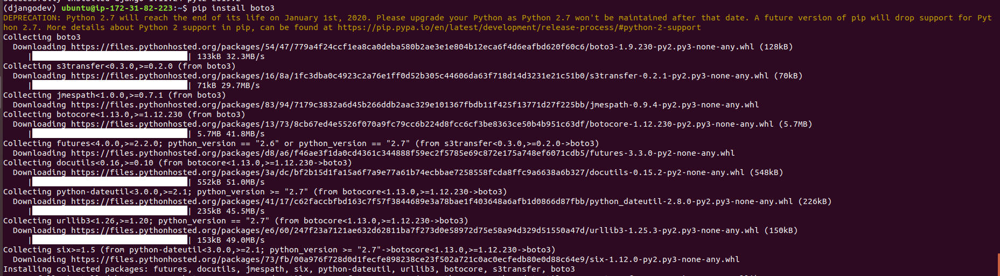 (djangodev) ubuntu@ip-172-31-82-223:~$ pip install boto3
DEPRECATION: Python 2.7 will reach the end of its life on January 1st, 2020. Please upgrade your Python as Python 2.7 won't be maintained after that date. A future version of pip will drop support for Pyt
hon 2.7. More details about Python 2 support in pip, can be found at https://pip.pypa.io/en/latest/development/release-process/#python-2-support
Collecting boto3
Downloading https://files.pythonhosted.org/packages/54/47/779a4f24ccf1ea8ca0deba580b2ae3e1e804b12eca6f4d6eafbd620f60c6/boto3-1.9.230-py2.py3-none-any.whl (128kB)
| | 133kB 32.3MB/s
Collecting s3transfer<0.3.0,>=0.2.0 (from boto3)
Downloading https://files.pythonhosted.org/packages/16/8a/1fc3dba0c4923c2a76e1ff0d52b305c44606da63f718d14d3231e21c51b0/s3transfer-0.2.1-py2.py3-none-any.whl (70kB)
| | 71kB 29.7MB/s
Collecting jmespath<1.0.0,>=0.7.1 (from boto3)
Downloading https://files.pythonhosted.org/packages/83/94/7179c3832a6d45b266ddb2aac329e101367fbdb11f425f13771d27f225bb/jmespath-0.9.4-py2.py3-none-any.whl
Collecting botocore<1.13.0,>=1.12.230 (from boto3)
Downloading https://files.pythonhosted.org/packages/13/73/8cb67ed4e5526f070a9fc79cc6b224d8fcc6cf3be8363ce50b4b951c63df/botocore-1.12.230-py2.py3-none-any.whl (5.7MB)
| | 5.7MB 41.8MB/s
Collecting futures<4.0.0,>=2.2.0; python_version == "2.6" or python_version == "2.7" (from s3transfer<0.3.0,>=0.2.0->boto3)
Downloading https://files.pythonhosted.org/packages/d8/a6/f46ae3f1da0cd4361c344888f59ec2f5785e69c872e175a748ef6071cdb5/futures-3.3.0-py2-none-any.whl
Collecting docutils<0.16,>=0.10 (from botocore<1.13.0,>=1.12.230->boto3)
Downloading https://files.pythonhosted.org/packages/3a/dc/bf2b15d1fa15a6f7a9e77a61b74ecbbae7258558fcda8ffc9a6638a6b327/docutils-0.15.2-py2-none-any.whl (548kB)
| | 552kB 51.0MB/s
Collecting python-dateutil<3.0.0,>=2.1; python_version >= "2.7" (from botocore<1.13.0,>=1.12.230->boto3)
Downloading https://files.pythonhosted.org/packages/41/17/c62faccbfbd163c7f57f3844689e3a78bae1f403648a6afb1d0866d87fbb/python_dateutil-2.8.0-py2.py3-none-any.whl (226kB)
| | 235kB 45.5MB/s
Collecting urllib3<1.26,>=1.20; python_version == "2.7" (from botocore<1.13.0,>=1.12.230->boto3)
Downloading https://files.pythonhosted.org/packages/e6/60/247f23a7121ae632d62811ba7f273d0e58972d75e58a94d329d51550a47d/urllib3-1.25.3-py2.py3-none-any.whl (150kB)
| | 153kB 49.0MB/s
Collecting six>=1.5 (from python-dateutil<3.0.0,>=2.1; python_version >= "2.7"->botocore<1.13.0,>=1.12.230->boto3)
Downloading https://files.pythonhosted.org/packages/73/fb/00a976f728d0d1fecfe898238ce23f502a721c0ac0ecfedb80e0d88c64e9/six-1.12.0-py2.py3-none-any.whl
Installing collected packages: futures, docutils, jmespath, six, python-dateutil, urllib3, botocore, s3transfer, boto3